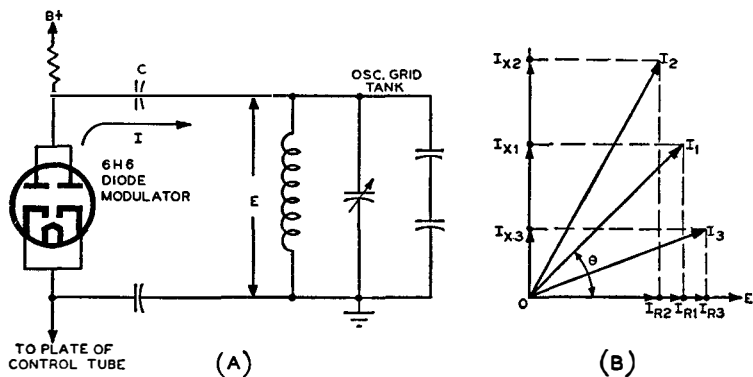 B+
C
I
6H6
DIODE
MODULATOR
E
OSC. GRID
TANK
TO PLATE OF
CONTROL TUBE
(A)
IX2
I2
IX1
I1
IX3
I3
θ
O
IR2
IR1
IR3
E
(B)